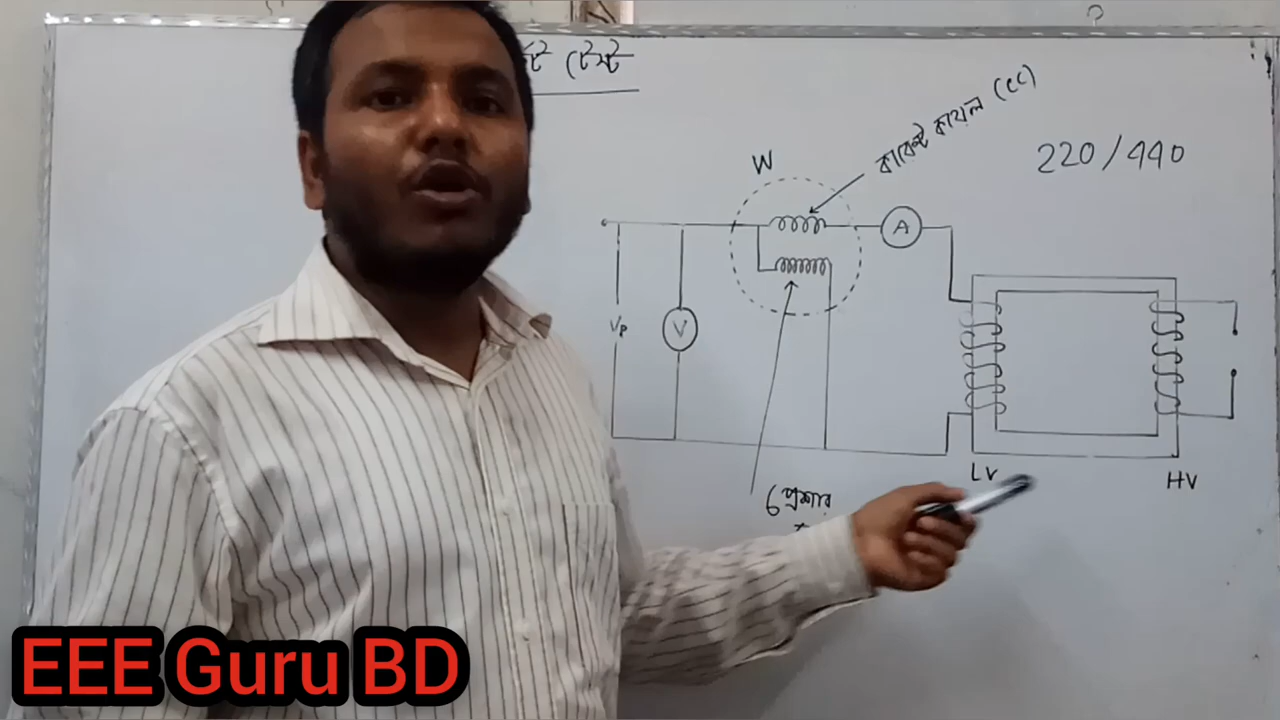 টেস্ট
কারেন্ট কয়েল (CC)
W
220/440
A
VP
V
LV
HV
প্রেশার
EEE Guru BD